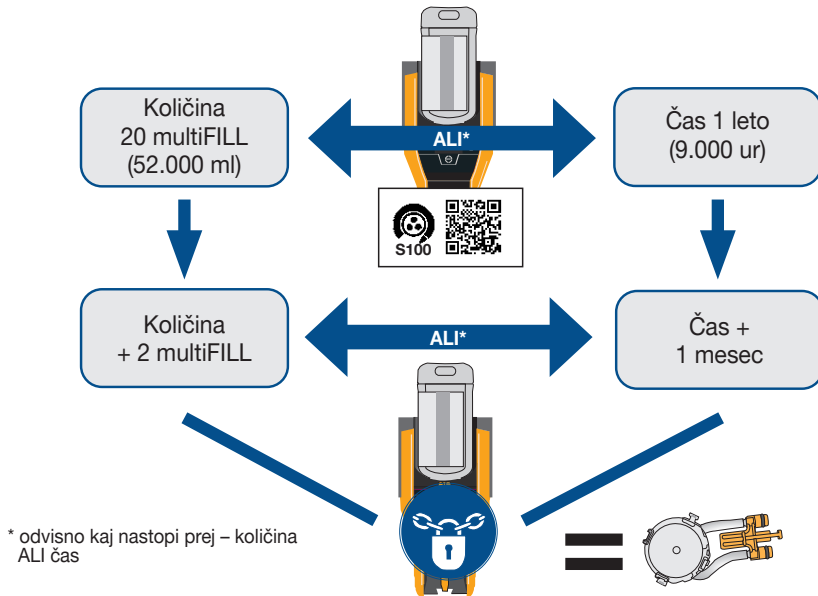 Količina
20 multiFILL
(52.000 ml)
ALI*
Čas 1 leto
(9.000 ur)
S100
Količina
+ 2 multiFILL
ALI*
Čas +
1 mesec
* odvisno kaj nastopi prej – količina
ALI čas